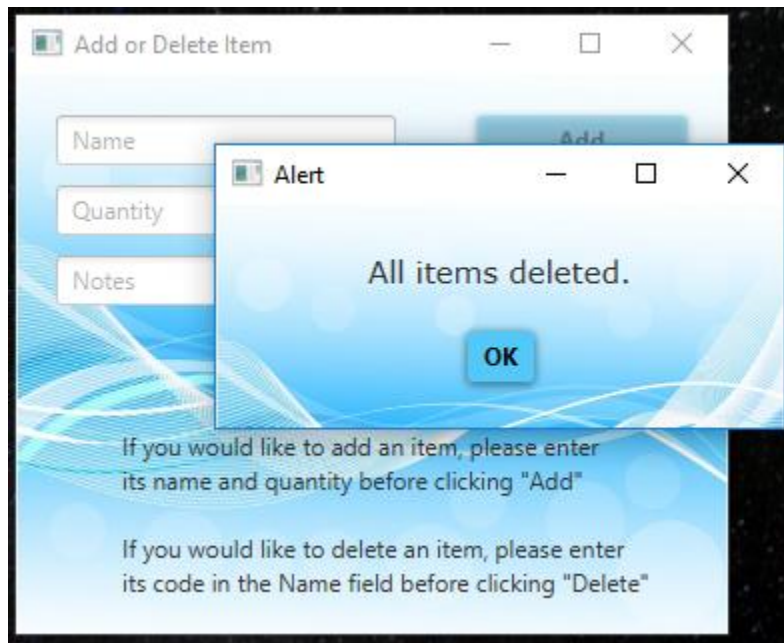 Add or Delete Item
Name
Add
Quantity
Notes
Alert
All items deleted.
OK
If you would like to add an item, please enter
its name and quantity before clicking "Add"
If you would like to delete an item, please enter
its code in the Name field before clicking "Delete"